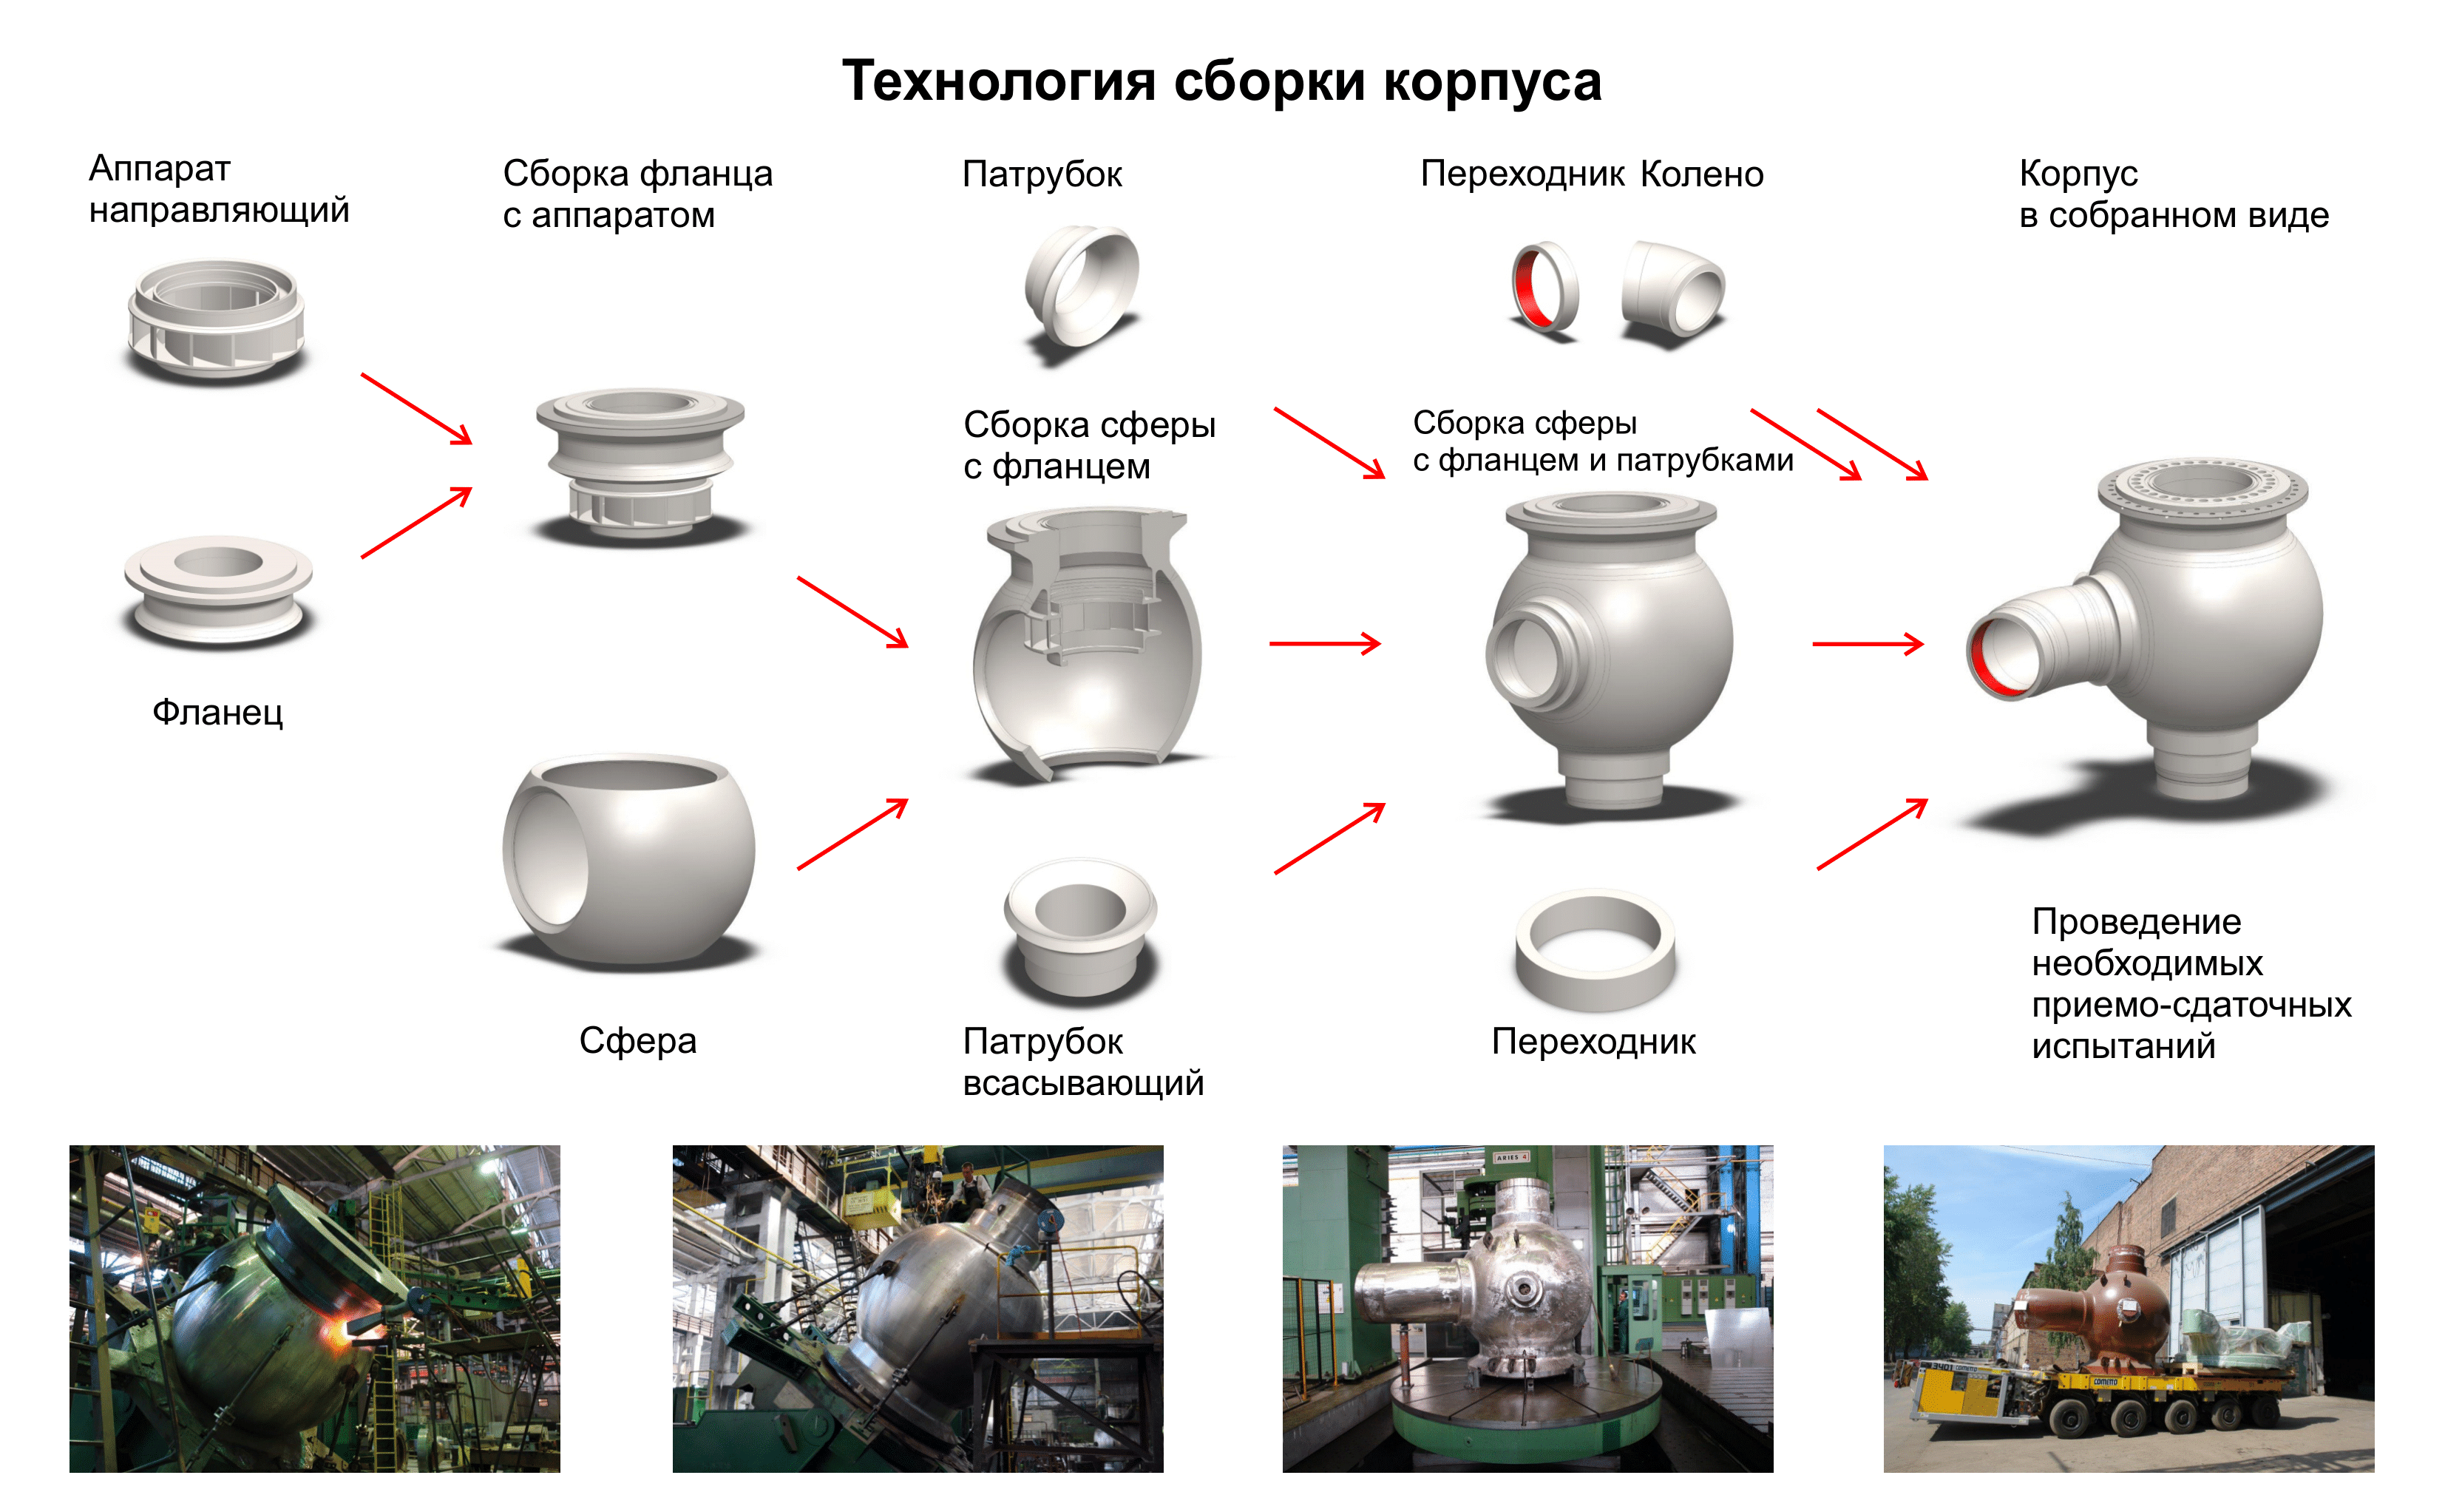 Технология сборки корпуса
Аппарат
направляющий
Сборка фланца
с аппаратом
Патрубок
Переходник
Колено
Корпус
в собранном виде
Сборка сферы
с фланцем
Сборка сферы
с фланцем и патрубками
Фланец
Сфера
Патрубок
всасывающий
Переходник
Проведение
необходимых
приемо-сдаточных
испытаний
ARIES 4
COMETTO